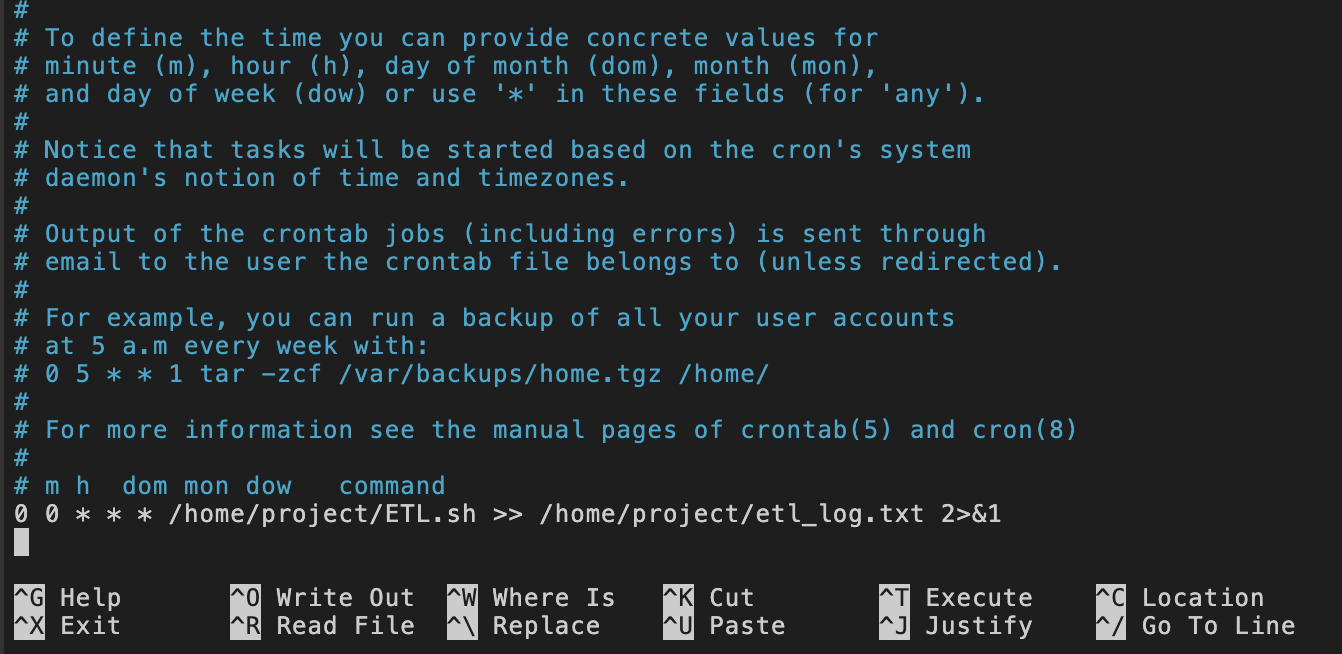 #
# To define the time you can provide concrete values for
# minute (m), hour (h), day of month (dom), month (mon),
# and day of week (dow) or use '*' in these fields (for 'any').
#
# Notice that tasks will be started based on the cron's system
# daemon's notion of time and timezones.
#
# Output of the crontab jobs (including errors) is sent through
# email to the user the crontab file belongs to (unless redirected).
#
# For example, you can run a backup of all your user accounts
# at 5 a.m every week with:
# 0 5 * * 1 tar -zcf /var/backups/home.tgz /home/
#
# For more information see the manual pages of crontab(5) and cron(8)
#
# m h  dom mon dow   command
0 0 * * * /home/project/ETL.sh >> /home/project/etl_log.txt 2>&1
^G Help ^O Write Out ^W Where Is ^K Cut ^T Execute ^C Location
^X Exit ^R Read File ^\ Replace ^U Paste ^J Justify ^/ Go To Line